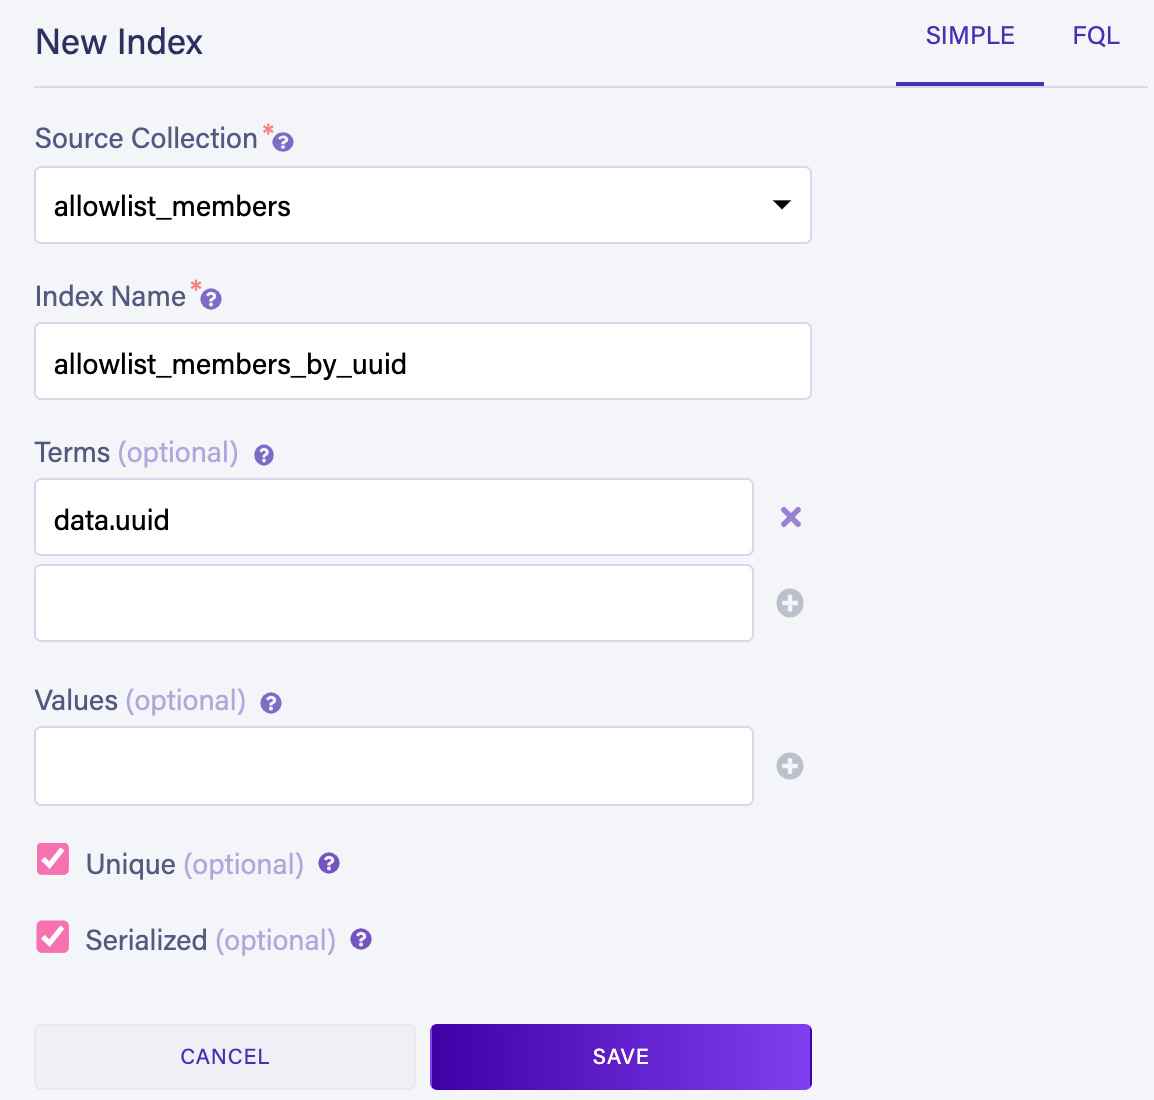 New Index
SIMPLE
FQL
Source Collection *
allowlist_members
Index Name *
allowlist_members_by_uuid
Terms (optional)
data.uuid
Values (optional)
Unique (optional)
Serialized (optional)
CANCEL
SAVE